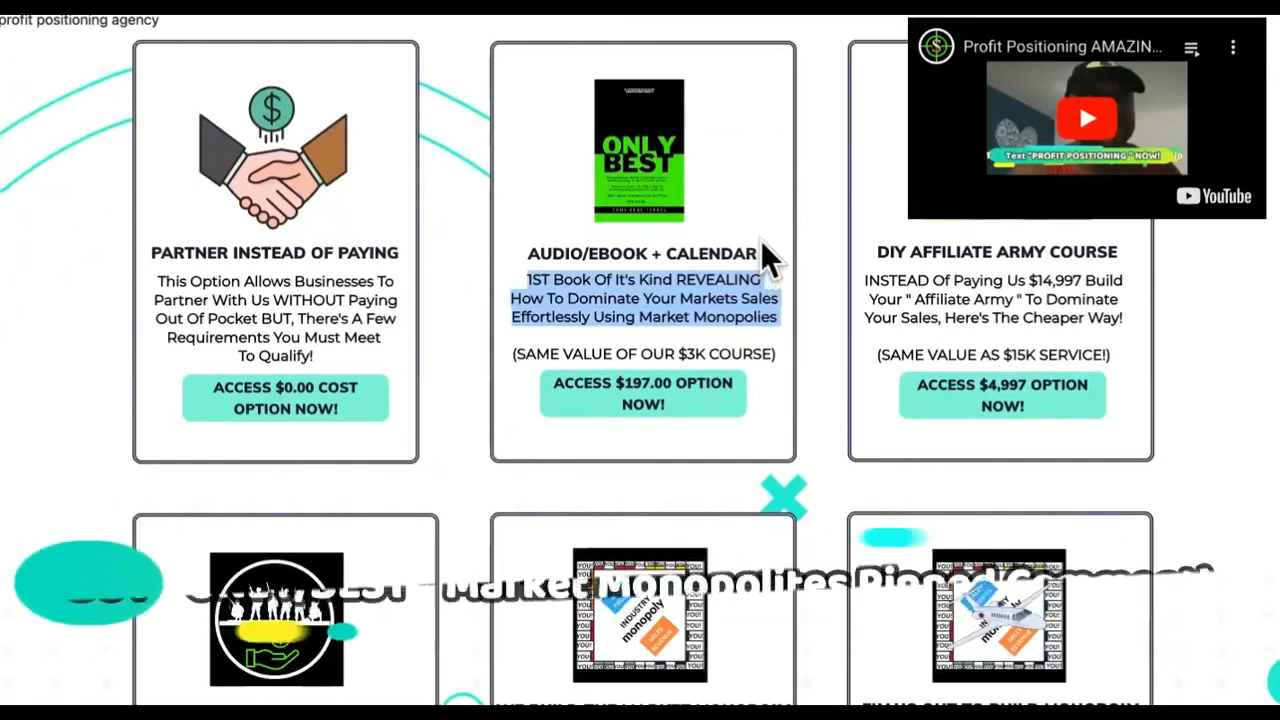 profit positioning agency
Profit Positioning AMAZIN...
Text "PROFIT POSITIONING" NOW!
YouTube
PARTNER INSTEAD OF PAYING
This Option Allows Businesses To
Partner With Us WITHOUT Paying
Out Of Pocket BUT, There's A Few
Requirements You Must Meet
To Qualify!
ACCESS $0.00 COST
OPTION NOW!
ONLY
BEST
AUDIO/EBOOK + CALENDAR
1ST Book Of It's Kind REVEALING
How To Dominate Your Markets Sales
Effortlessly Using Market Monopolies
(SAME VALUE OF OUR $3K COURSE)
ACCESS $197.00 OPTION
NOW!
DIY AFFILIATE ARMY COURSE
INSTEAD Of Paying Us $14,997 Build
Your " Affiliate Army " To Dominate
Your Sales, Here's The Cheaper Way!
(SAME VALUE AS $15K SERVICE!)
ACCESS $4,997 OPTION
NOW!
Market Monopolites Pinned Comment!
INDUSTRY
monopoly
SALES
REVENUE